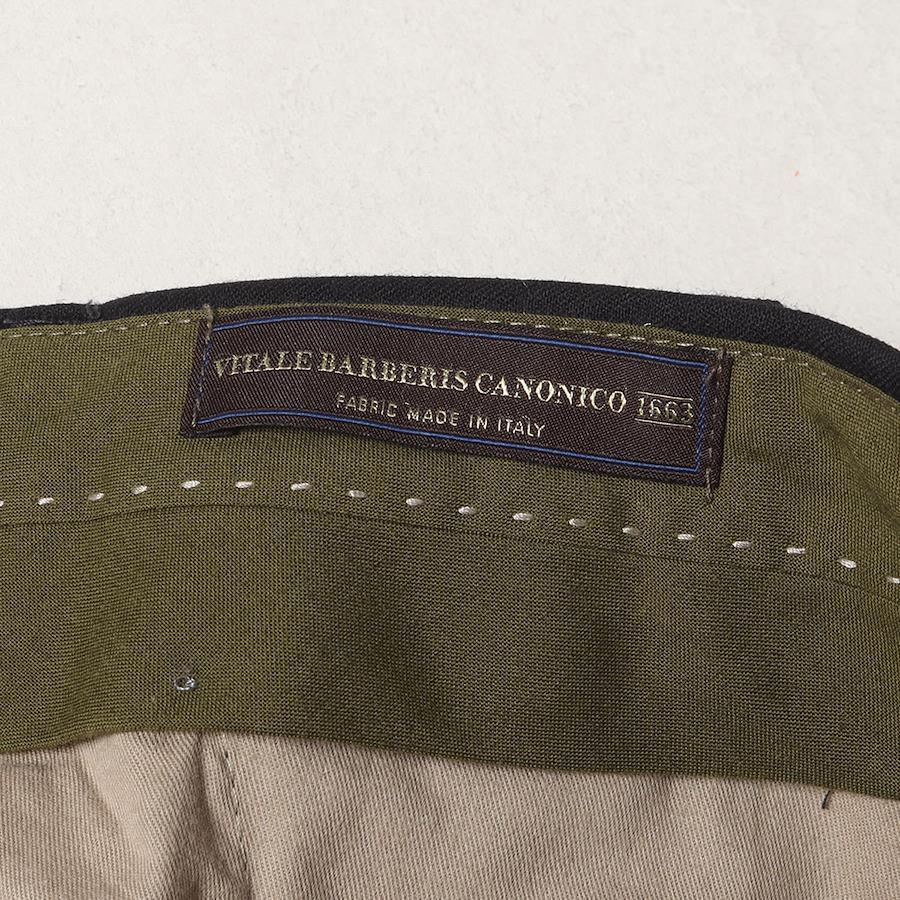 VITALE BARBERIS CANONICO 1663
FABRIC MADE IN ITALY